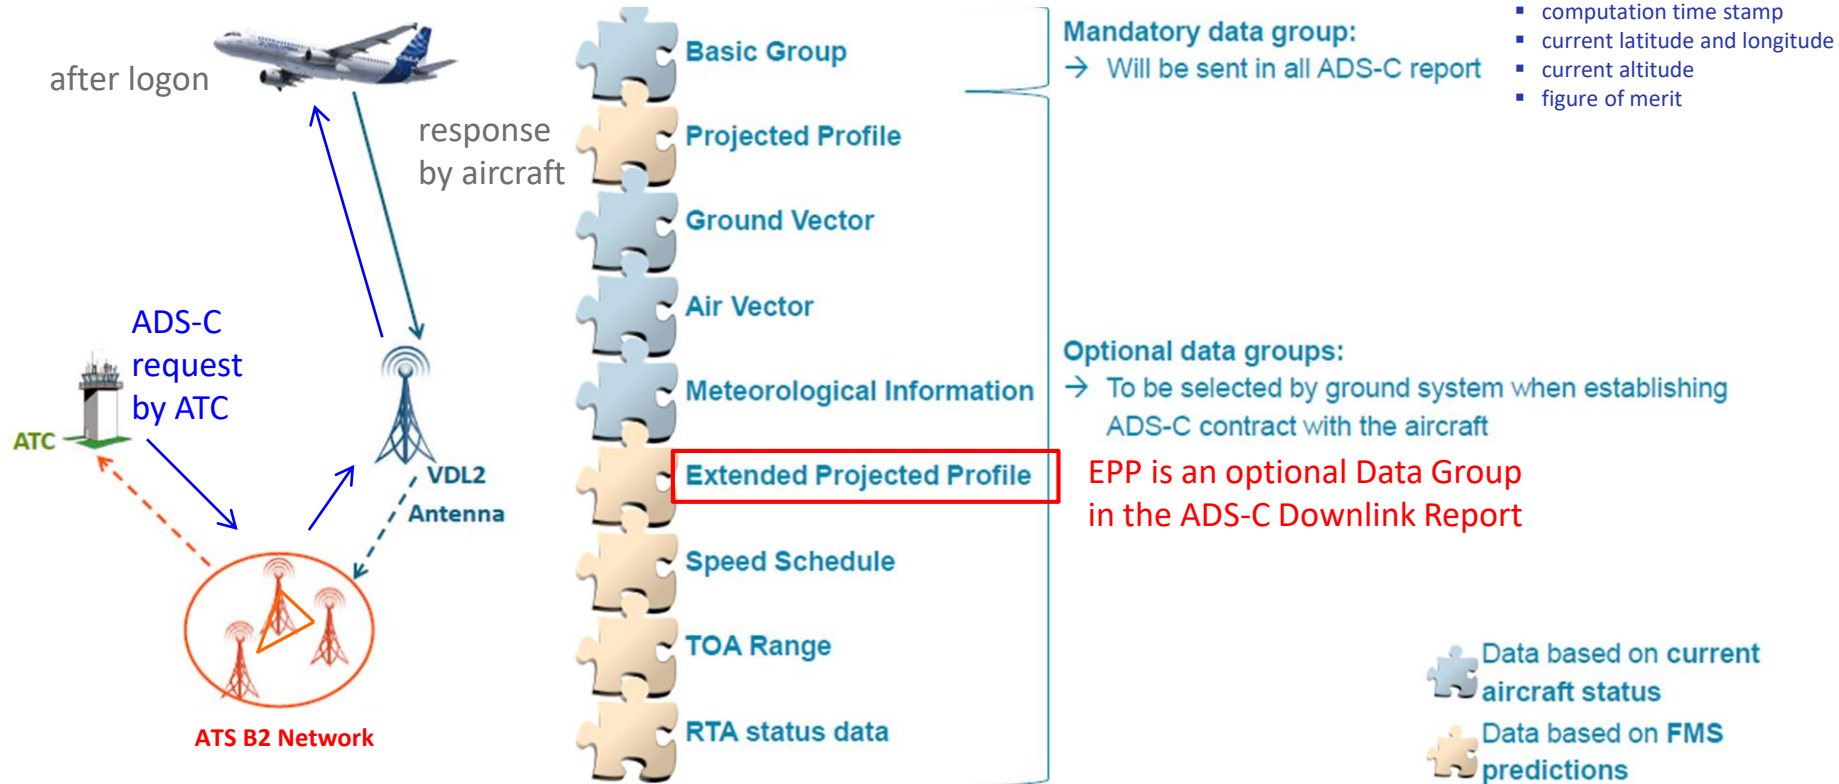 after logon
response
by aircraft
ADS-C
request
by ATC
ATC
VDL2
Antenna
ATS B2 Network
Basic Group
Projected Profile
Ground Vector
Air Vector
Meteorological Information
Extended Projected Profile
Speed Schedule
TOA Range
RTA status data
Mandatory data group:
→ Will be sent in all ADS-C report
▪ computation time stamp
▪ current latitude and longitude
▪ current altitude
▪ figure of merit
Optional data groups:
→ To be selected by ground system when establishing
ADS-C contract with the aircraft
EPP is an optional Data Group
in the ADS-C Downlink Report
Data based on current
aircraft status
Data based on FMS
predictions